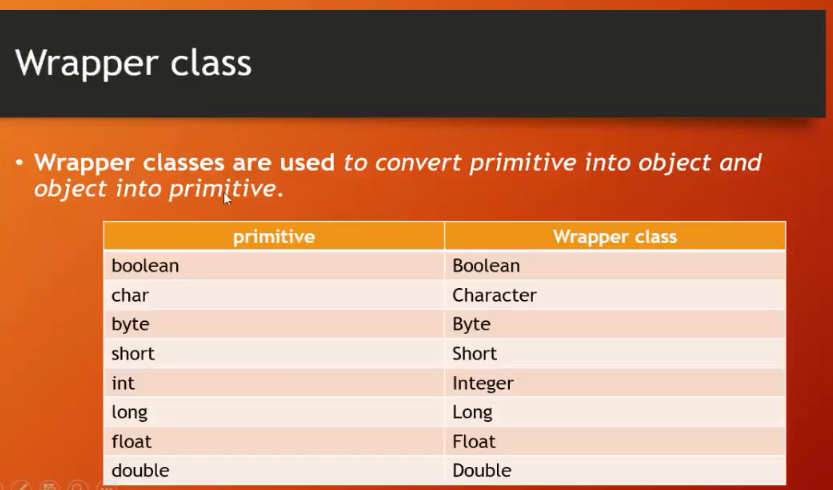 Wrapper class
• Wrapper classes are used to convert primitive into object and
object into primitive.
primitive Wrapper class
boolean Boolean
char Character
byte Byte
short Short
int Integer
long Long
float Float
double Double